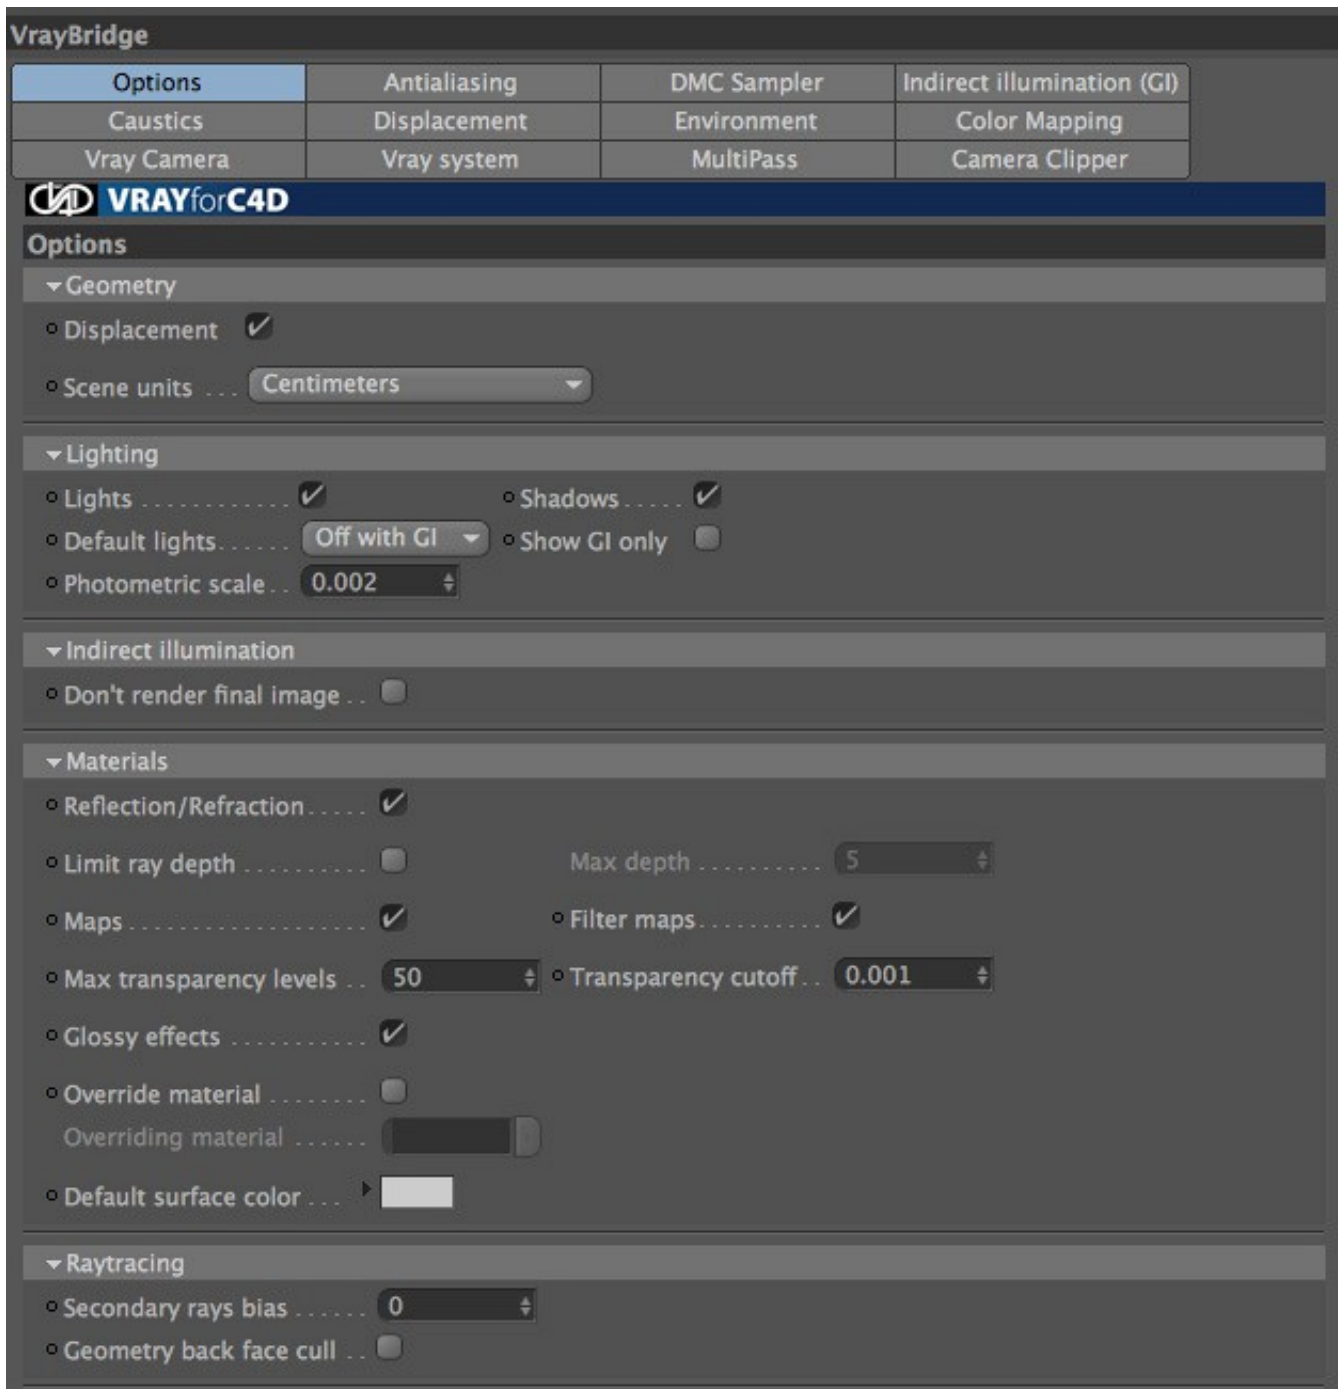 VrayBridge
Options Antialiasing DMC Sampler Indirect illumination (GI)
Caustics Displacement Environment Color Mapping
Vray Camera Vray system MultiPass Camera Clipper
VRAYforC4D
Options
Geometry
Displacement
Scene units ... Centimeters
Lighting
Lights ............ Shadows .....
Default lights ...... Off with GI Show GI only
Photometric scale .. 0.002
Indirect illumination
Don't render final image ..
Materials
Reflection/Refraction .....
Limit ray depth .......... Max depth .......... 5
Maps .................. Filter maps ..........
Max transparency levels .. 50 Transparency cutoff .. 0.001
Glossy effects ...........
Override material ........
Overriding material ......
Default surface color ...
Raytracing
Secondary rays bias ...... 0
Geometry back face cull ..